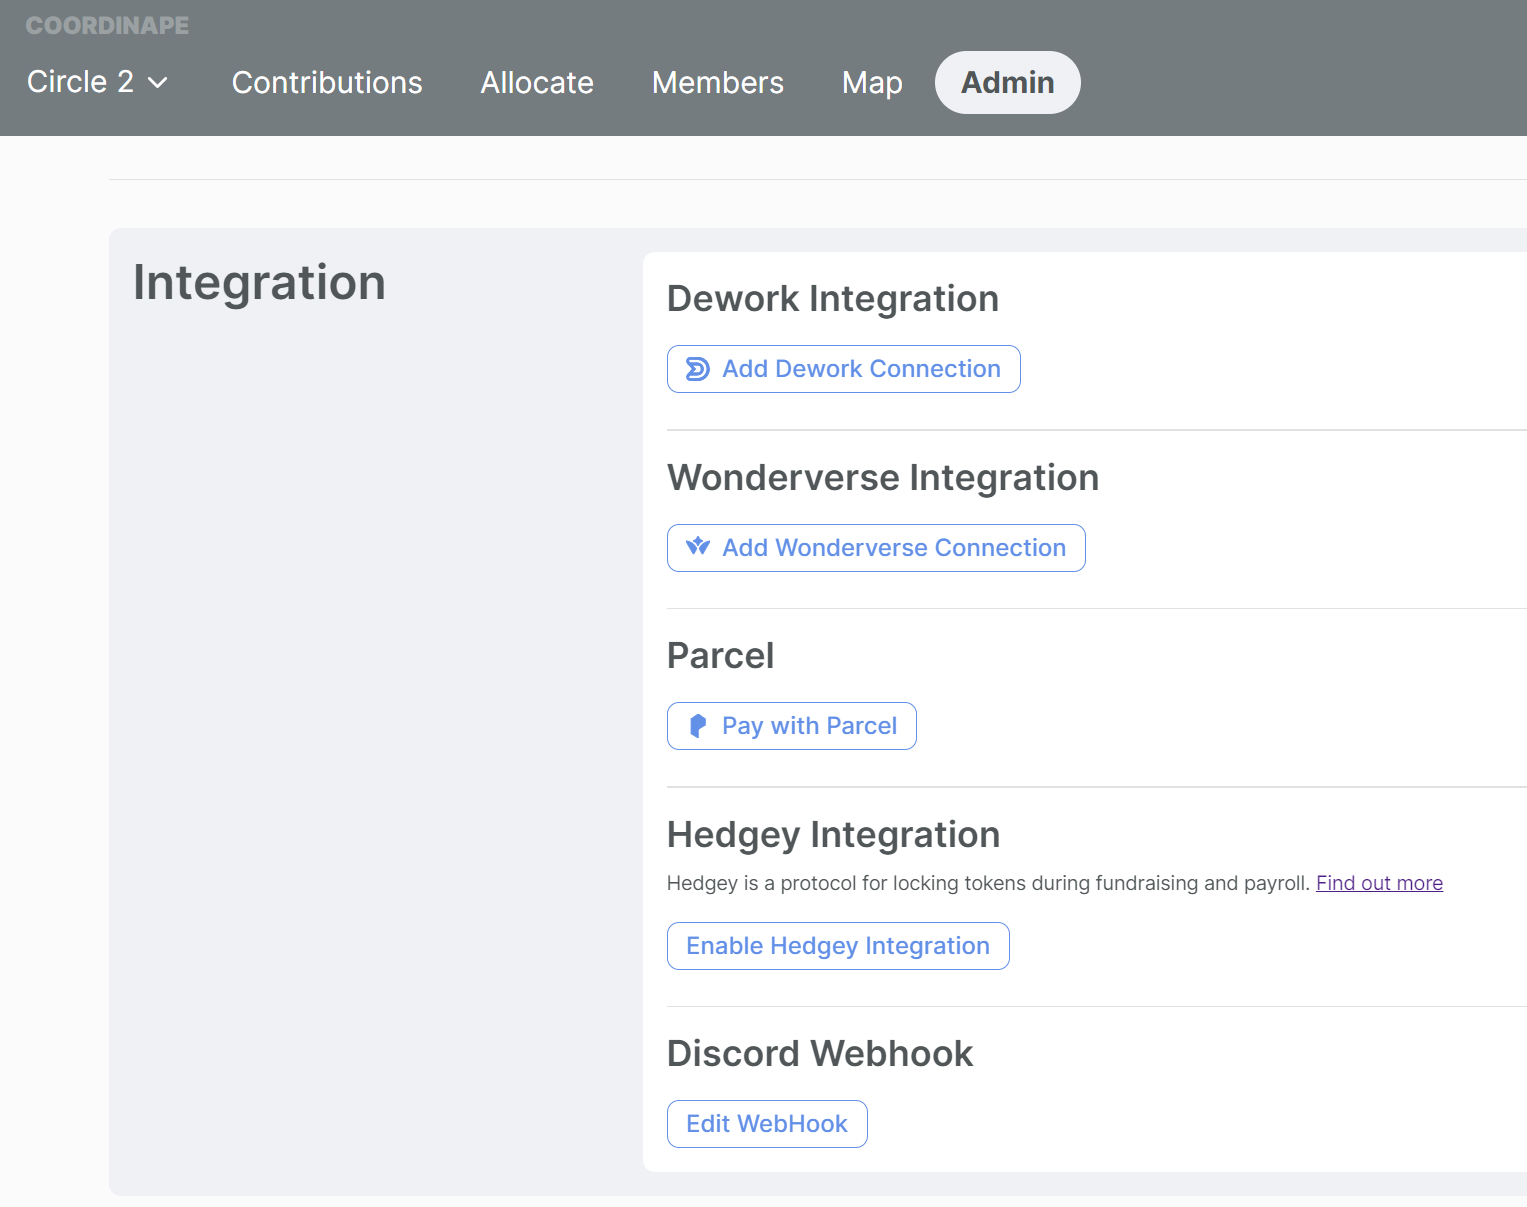 COORDINAPE
Circle 2
Contributions
Allocate
Members
Map
Admin
Integration
Dework Integration
Add Dework Connection
Wonderverse Integration
Add Wonderverse Connection
Parcel
Pay with Parcel
Hedgey Integration
Hedgey is a protocol for locking tokens during fundraising and payroll. Find out more
Enable Hedgey Integration
Discord Webhook
Edit WebHook